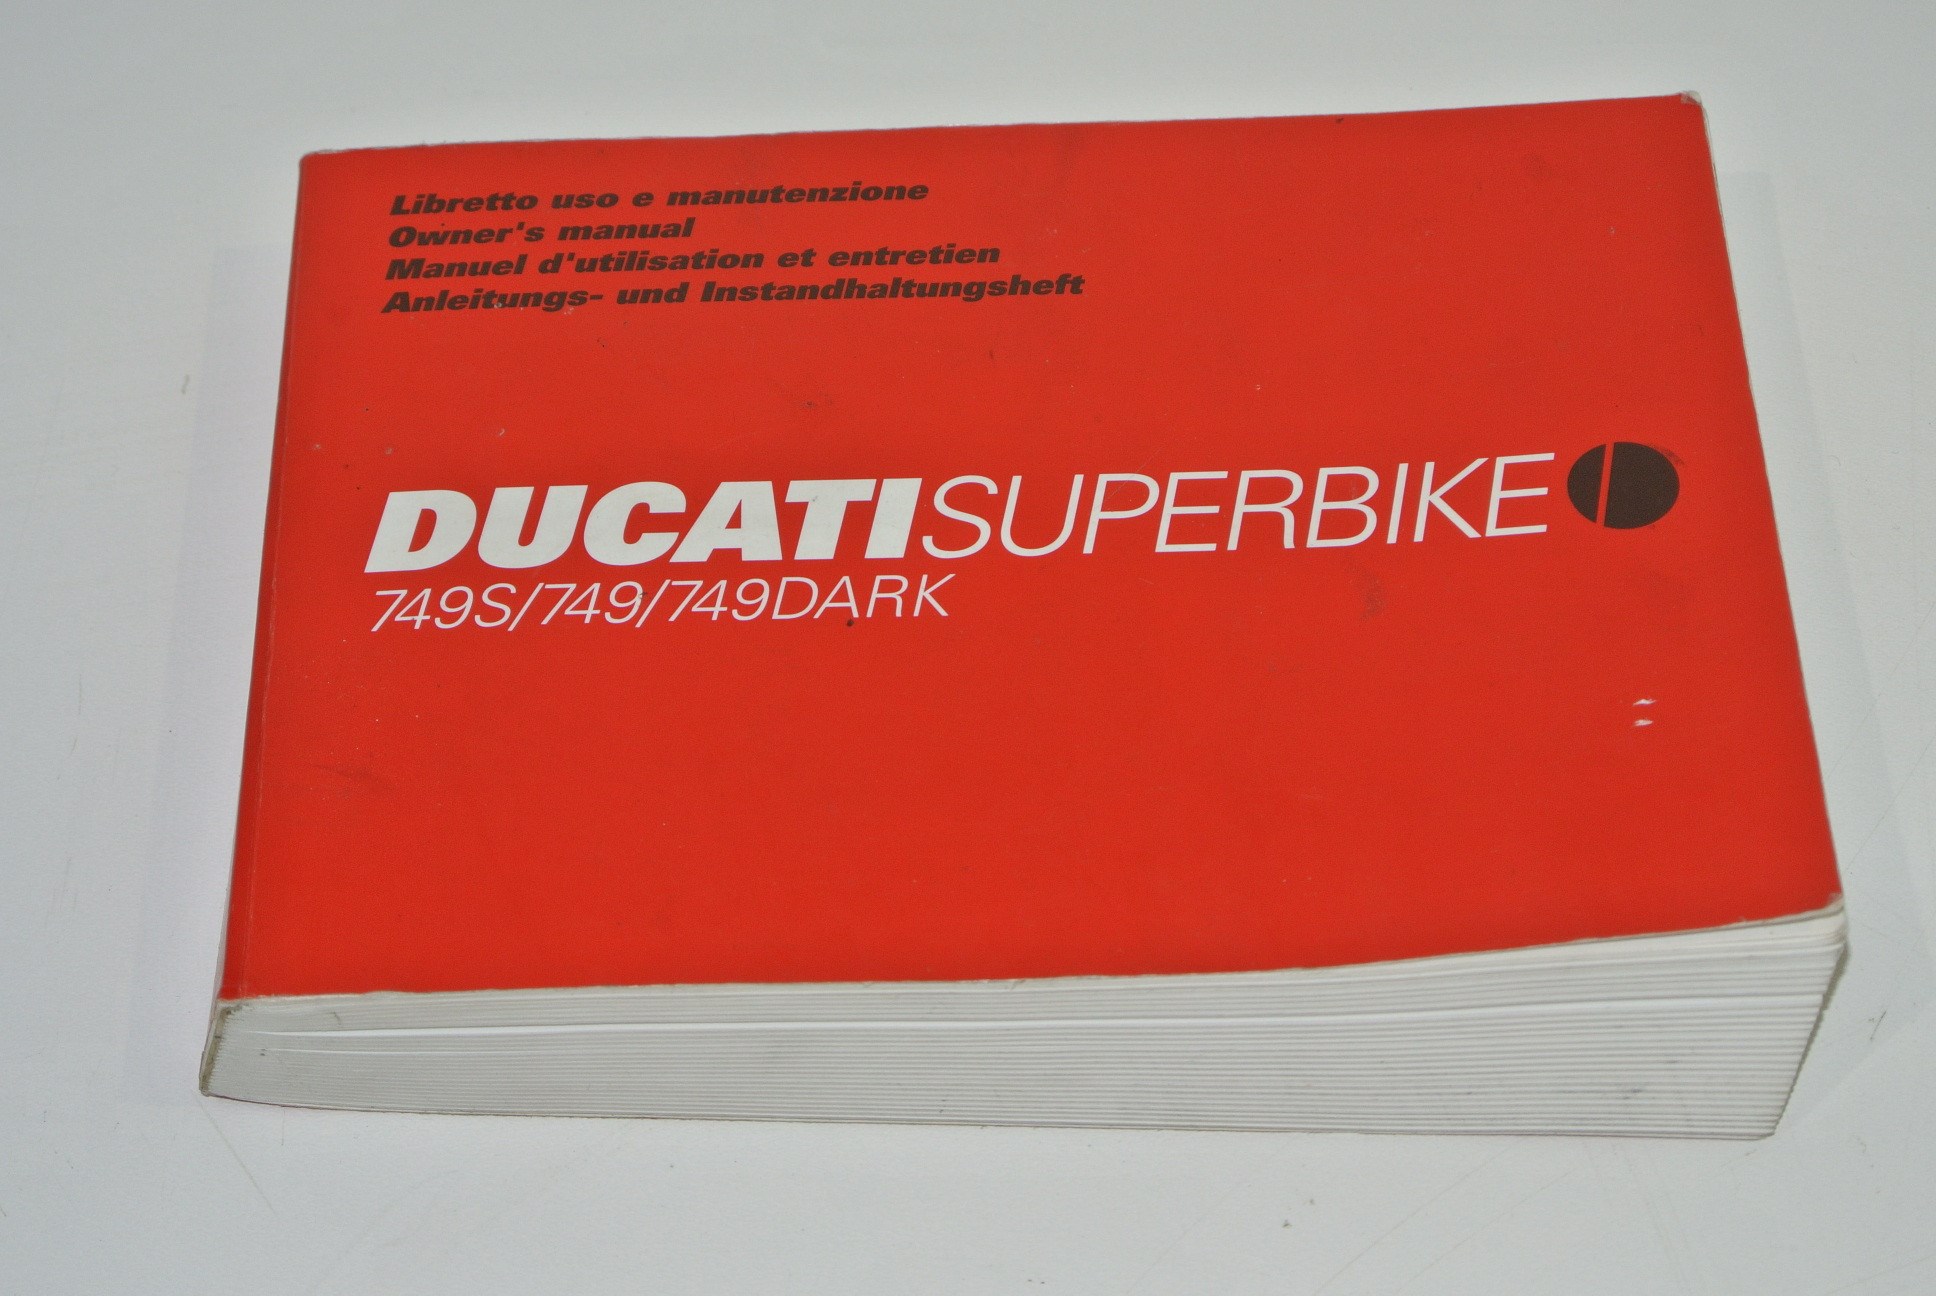 Libretto uso e manutenzione
Owner's manual
Manuel d'utilisation et entretien
Anleitungs- und Instandhaltungsheft
DUCATISUPERBIKE
749S/749/749DARK